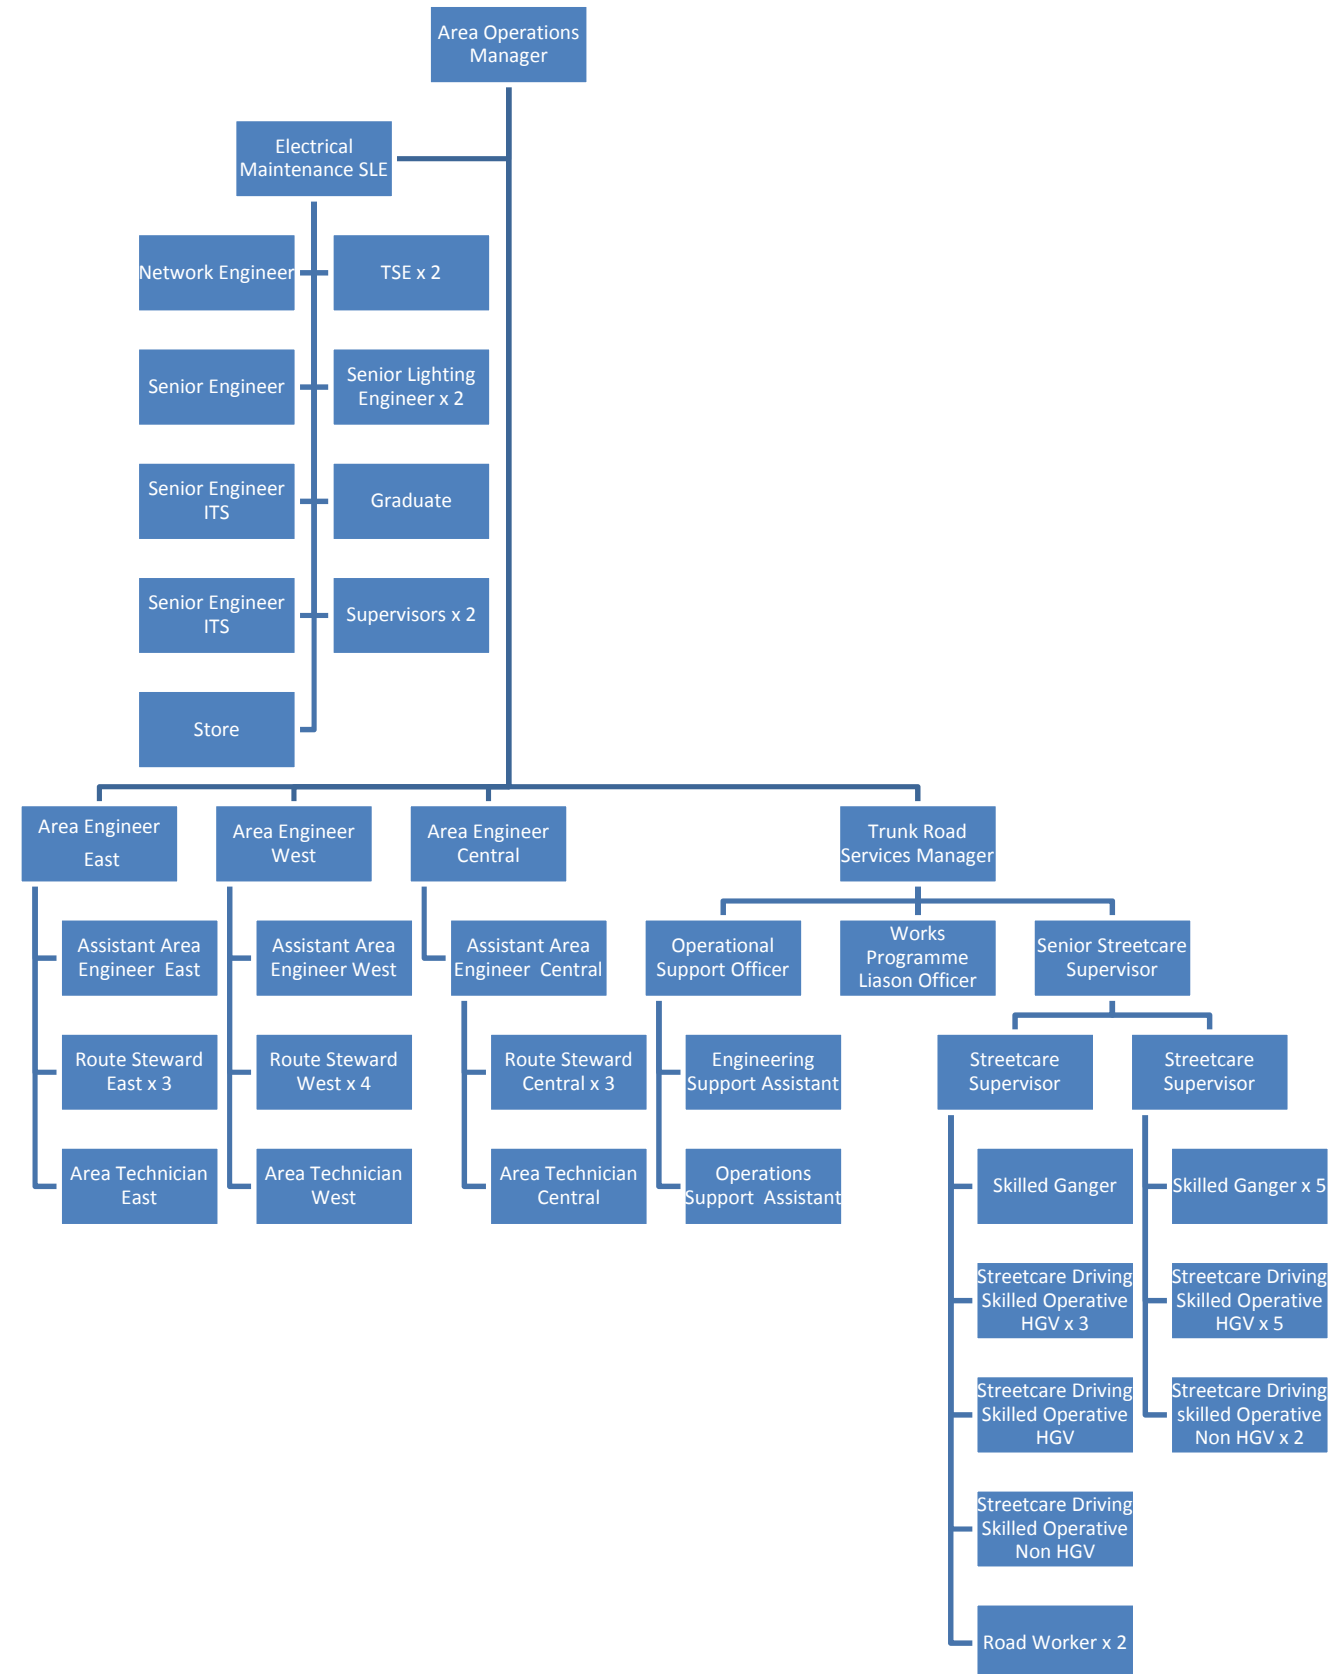 Area Operations
Manager
Electrical
Maintenance SLE
Network Engineer
TSE x 2
Senior Engineer
Senior Lighting
Engineer x 2
Senior Engineer
ITS
Graduate
Senior Engineer
ITS
Supervisors x 2
Store
Area Engineer
East
Area Engineer
West
Area Engineer
Central
Trunk Road
Services Manager
Assistant Area
Engineer  East
Assistant Area
Engineer West
Assistant Area
Engineer  Central
Operational
Support Officer
Works
Programme
Liason Officer
Senior Streetcare
Supervisor
Route Steward
East x 3
Route Steward
West x 4
Route Steward
Central x 3
Engineering
Support Assistant
Streetcare
Supervisor
Streetcare
Supervisor
Area Technician
East
Area Technician
West
Area Technician
Central
Operations
Support  Assistant
Skilled Ganger
Skilled Ganger x 5
Streetcare Driving
Skilled Operative
HGV x 3
Streetcare Driving
Skilled Operative
HGV x 5
Streetcare Driving
Skilled Operative
HGV
Streetcare Driving
skilled Operative
Non HGV x 2
Streetcare Driving
Skilled Operative
Non HGV
Road Worker x 2